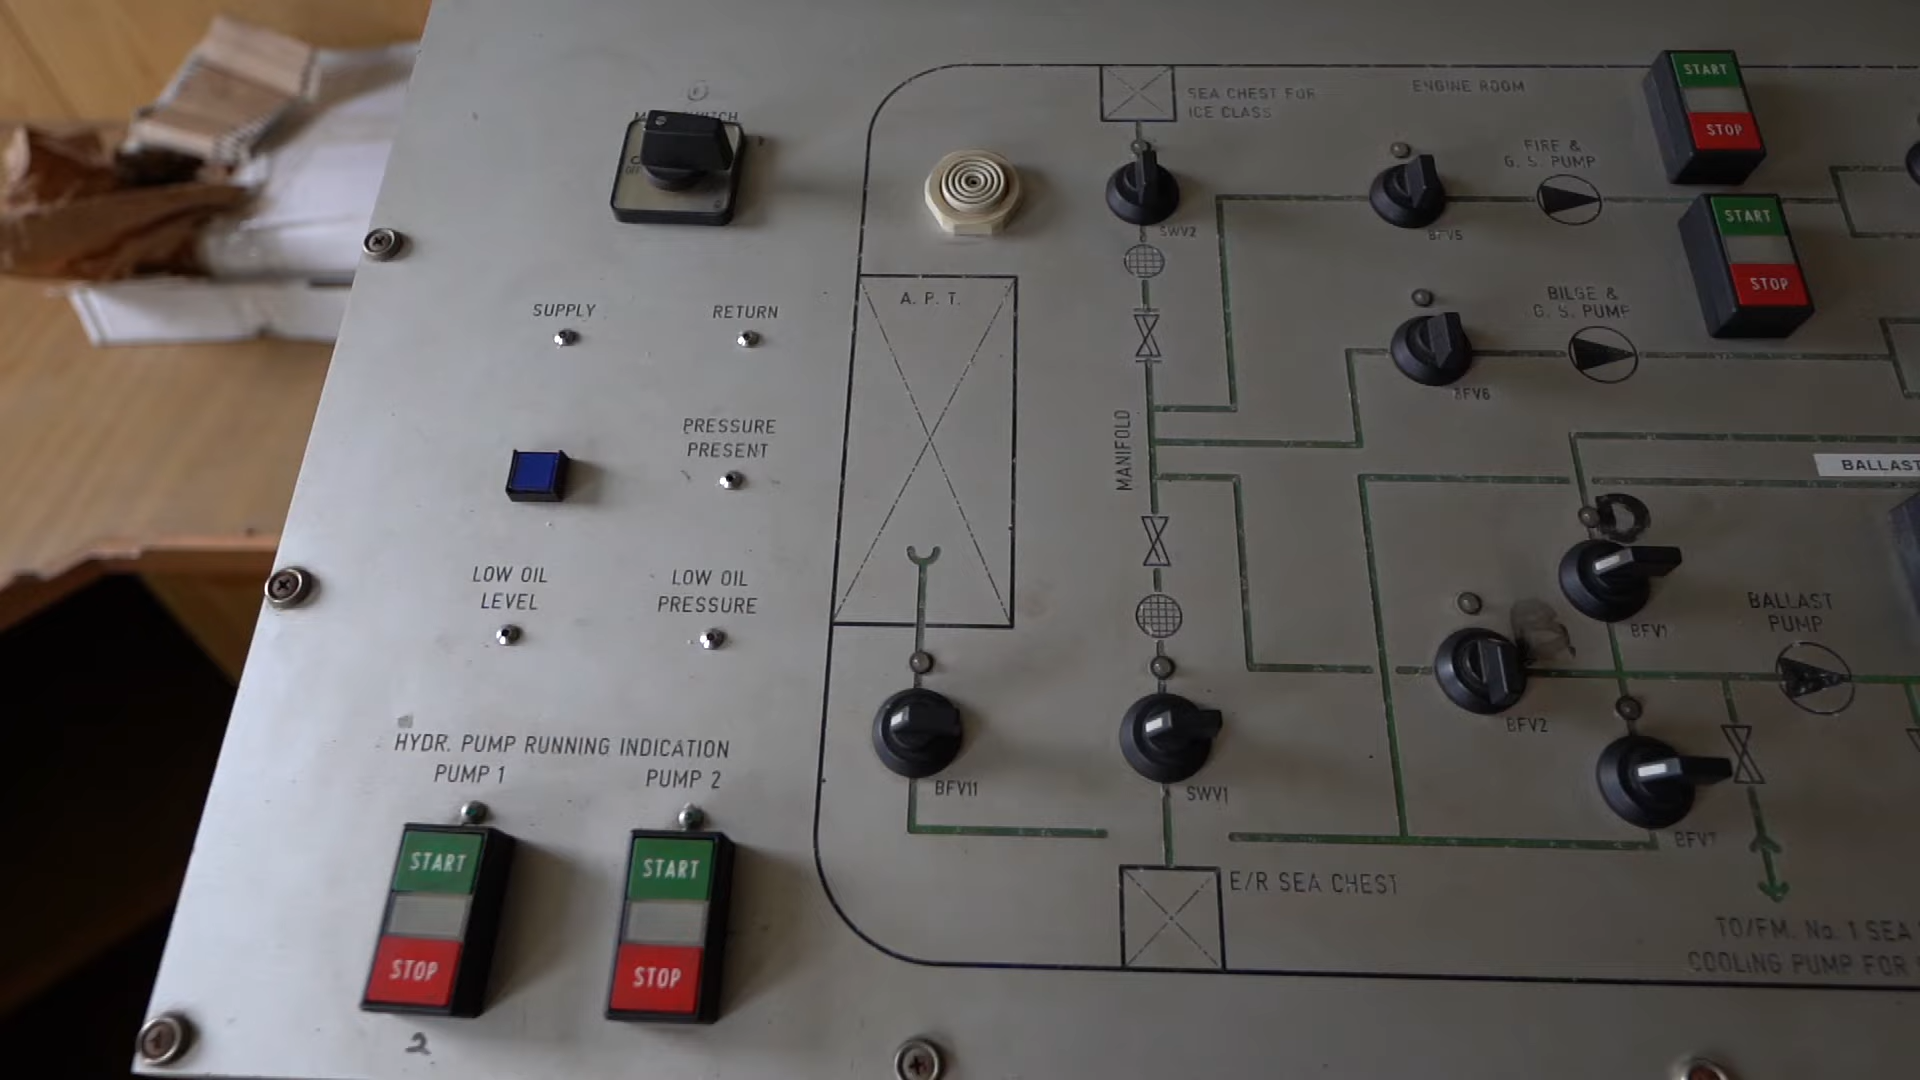 SWITCH
OFF
SUPPLY
RETURN
PRESSURE
PRESENT
LOW OIL
LEVEL
LOW OIL
PRESSURE
HYDR. PUMP RUNNING INDICATION
PUMP 1
PUMP 2
START
STOP
START
STOP
2
SEA CHEST FOR
ICE CLASS
ENGINE ROOM
START
STOP
FIRE &
G. S. PUMP
START
STOP
SWV2
BFV5
A. P. T.
BILGE &
G. S. PUMP
BFV6
MANIFOLD
BALLAST
BALLAST
PUMP
BFV1
BFV2
BFV11
SWV1
BFV7
E/R SEA CHEST
TO/FM. No. 1 SEA
COOLING PUMP FOR